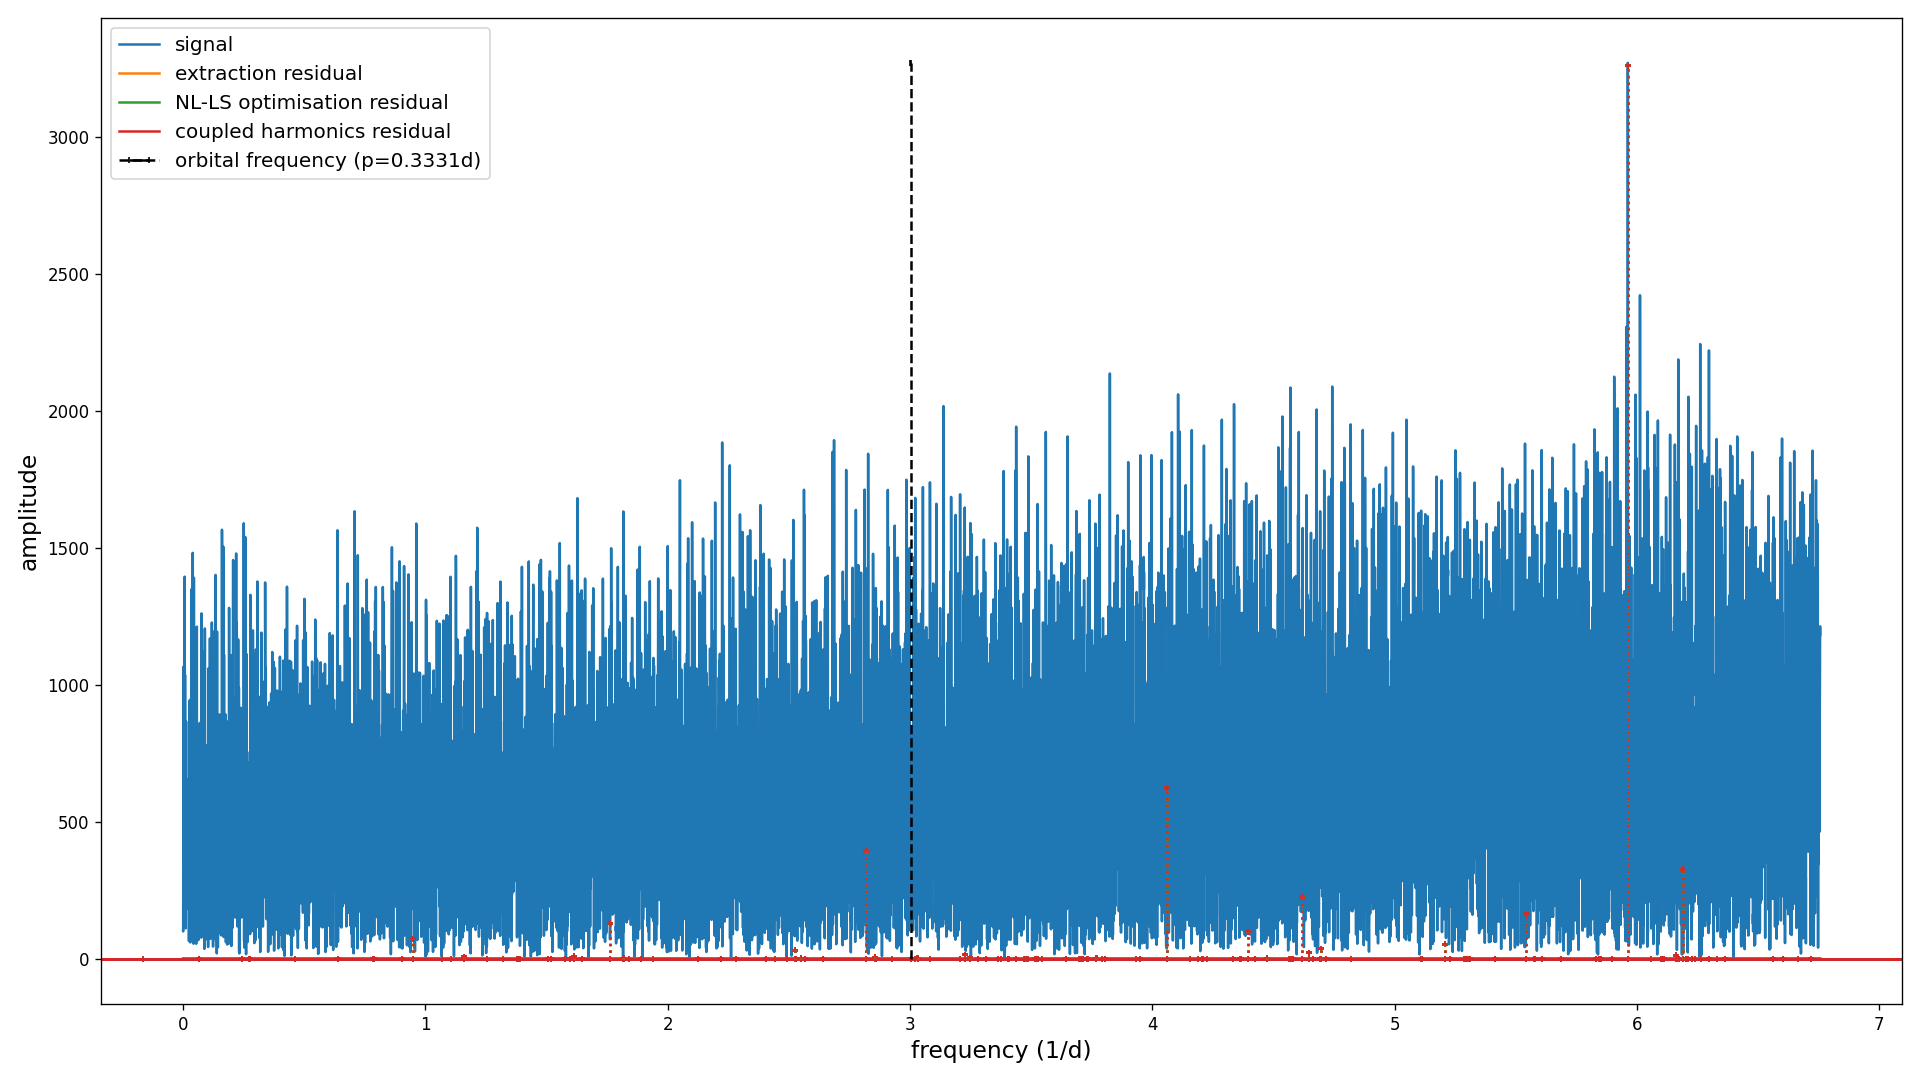 signal
extraction residual
NL-LS optimisation residual
coupled harmonics residual
orbital frequency (p=0.3331d)
amplitude
3000
2500
2000
1500
1000
500
0
0 1 2 3 4 5 6 7
frequency (1/d)